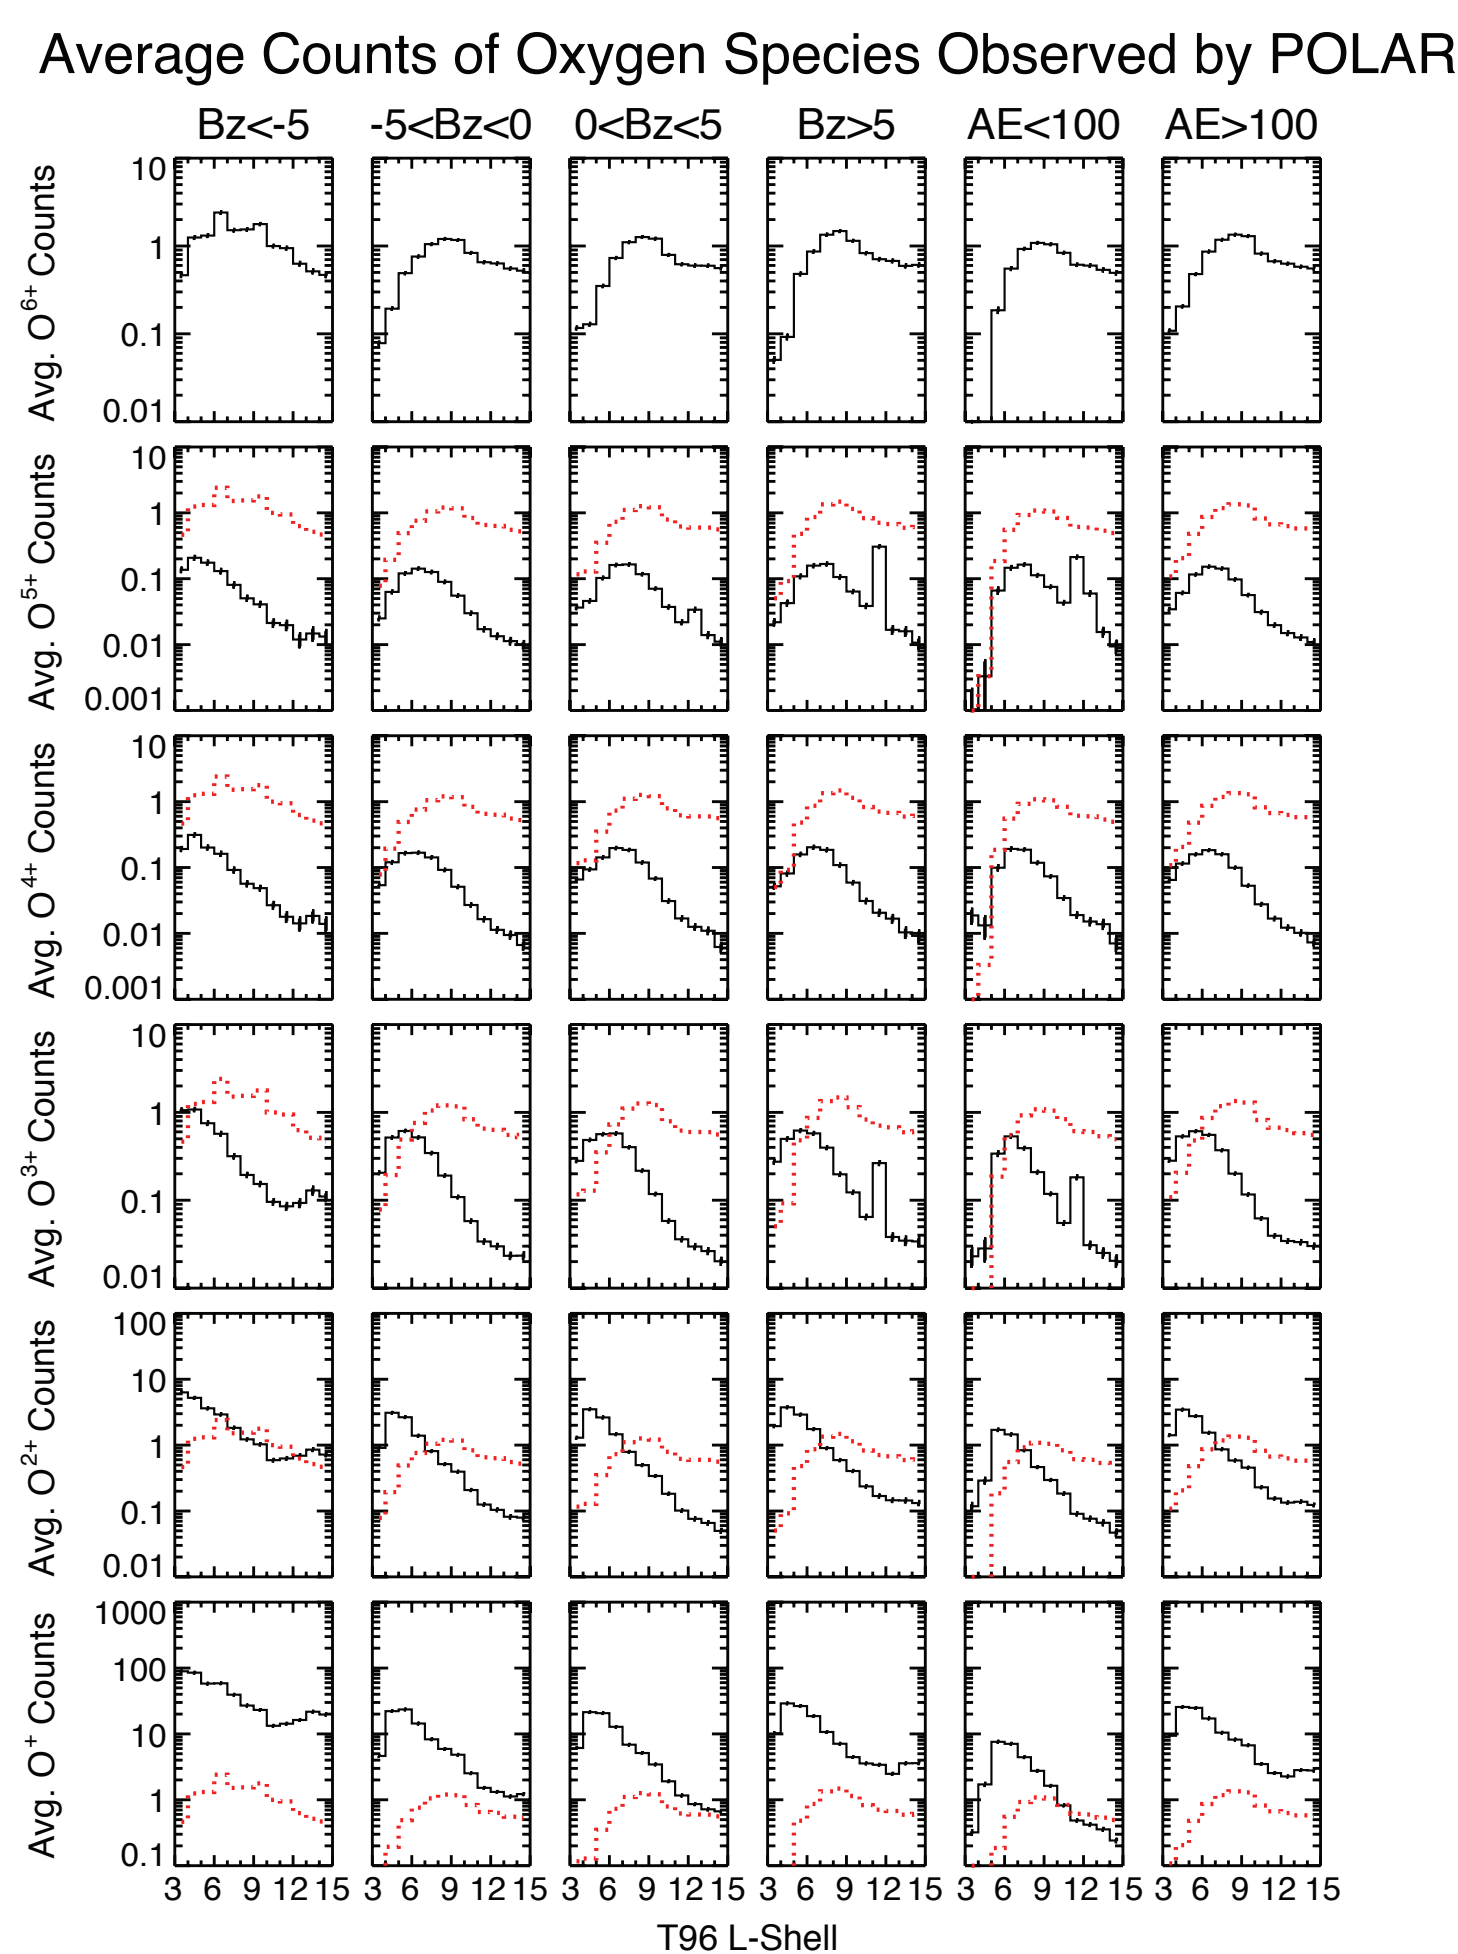 Average Counts of Oxygen Species Observed by POLAR
Bz<-5 -5<Bz<0 0<Bz<5 Bz>5 AE<100 AE>100
Avg. O6+ Counts
10
1
0.1
0.01
Avg. O5+ Counts
10
1
0.1
0.01
0.001
Avg. O4+ Counts
10
1
0.1
0.01
0.001
Avg. O3+ Counts
10
1
0.1
0.01
Avg. O2+ Counts
100
10
1
0.1
0.01
Avg. O+ Counts
1000
100
10
1
0.1
3 6 9 12 15 3 6 9 12 15 3 6 9 12 15 3 6 9 12 15 3 6 9 12 15 3 6 9 12 15
T96 L-Shell